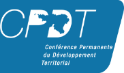 CPDT
Conférence Permanente
du Développement
Territorial